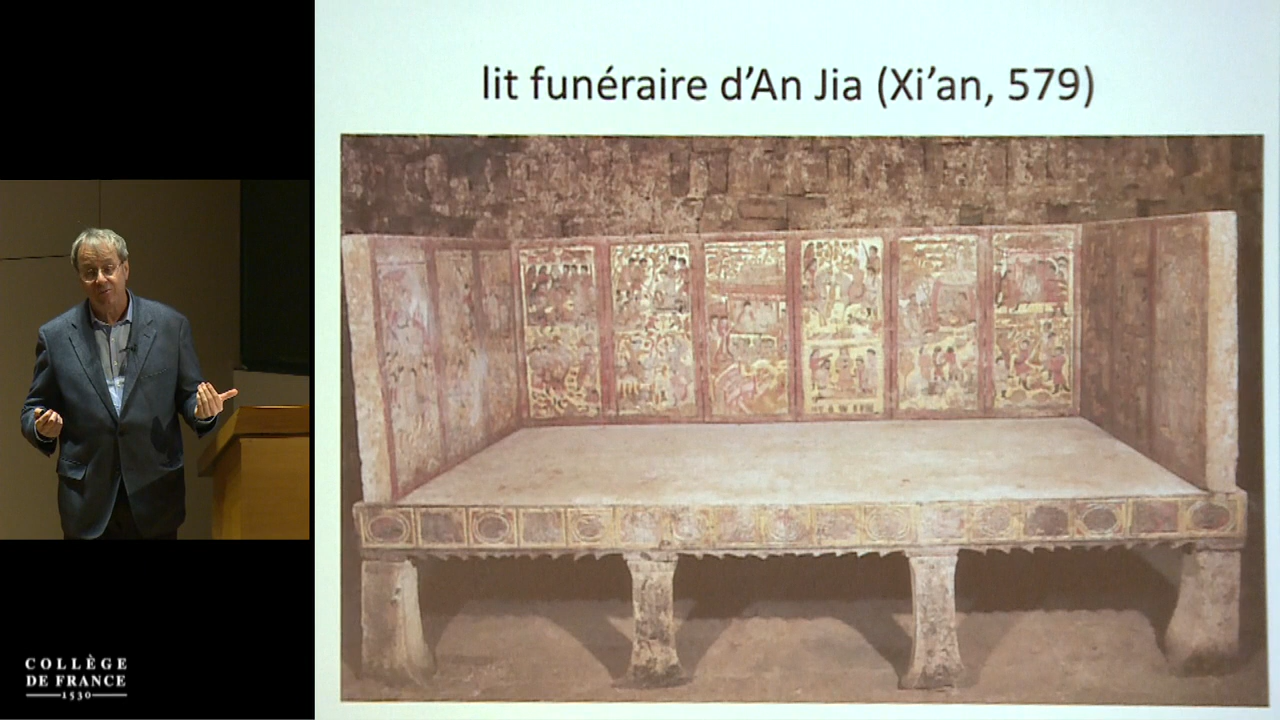 lit funéraire d’An Jia (Xi’an, 579)
COLLÈGE
DE FRANCE
1530